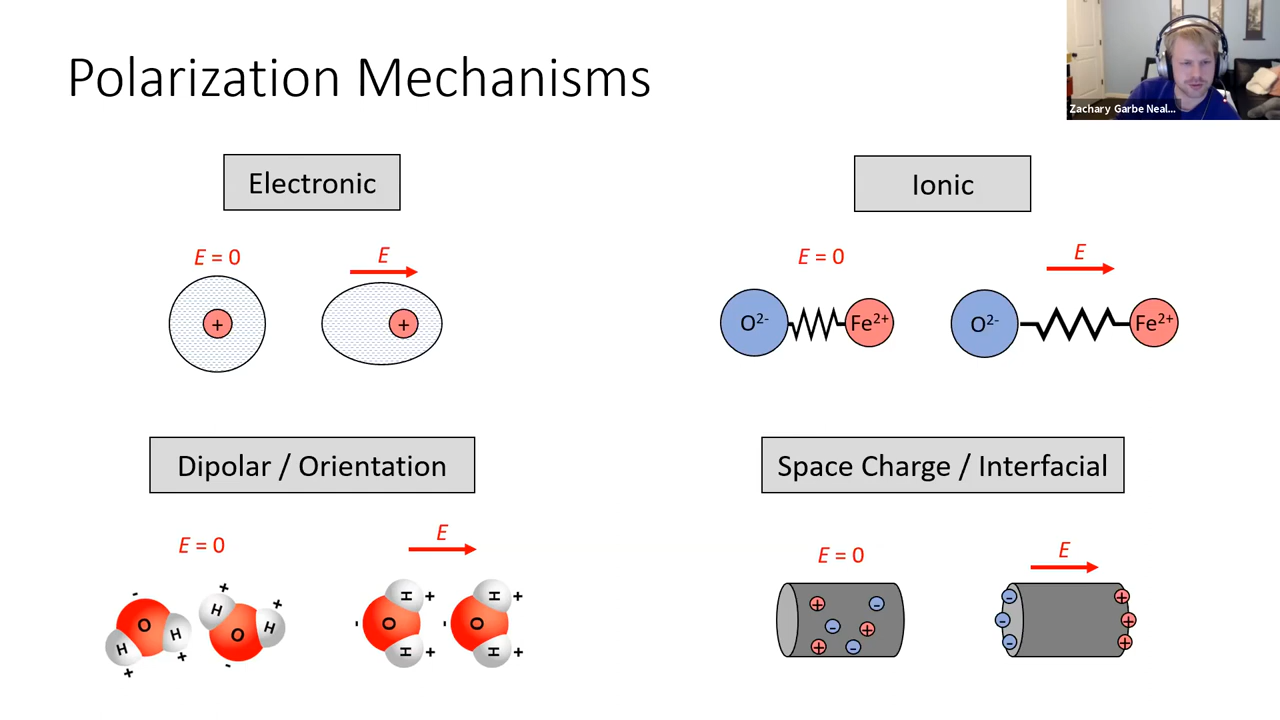 Polarization Mechanisms
Zachary Garbe Neal...
Electronic
E = 0
E
+
+
Ionic
E = 0
E
O²⁻
Fe²⁺
O²⁻
Fe²⁺
Dipolar / Orientation
E = 0
E
- O H H + +
+ H O H + -
- O H + H +
- O H + H +
Space Charge / Interfacial
E = 0
E
+ -
- +
+ -
- +
- +
- +